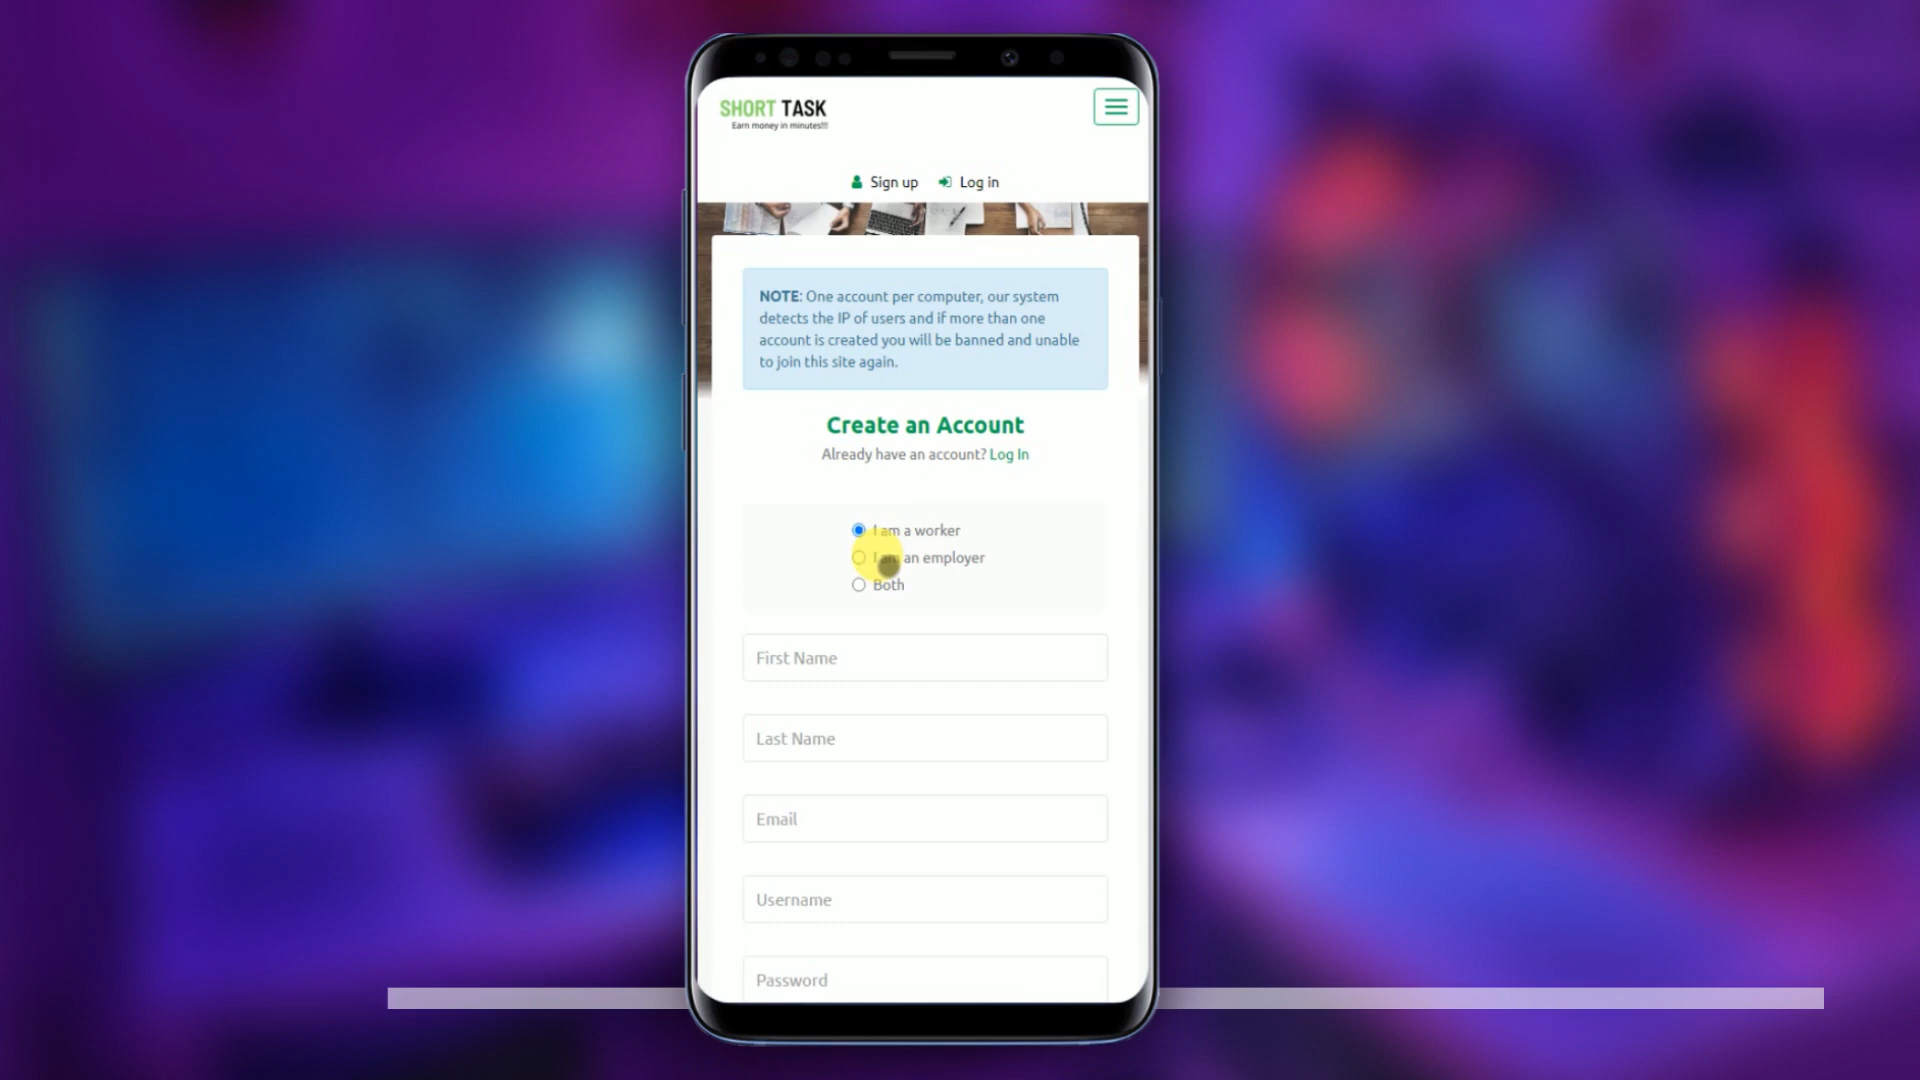 SHORT TASK
Earn money in minutes!!!
Sign up Log in
NOTE: One account per computer, our system
detects the IP of users and if more than one
account is created you will be banned and unable
to join this site again.
Create an Account
Already have an account? Log In
I am a worker
I am an employer
Both
First Name
Last Name
Email
Username
Password